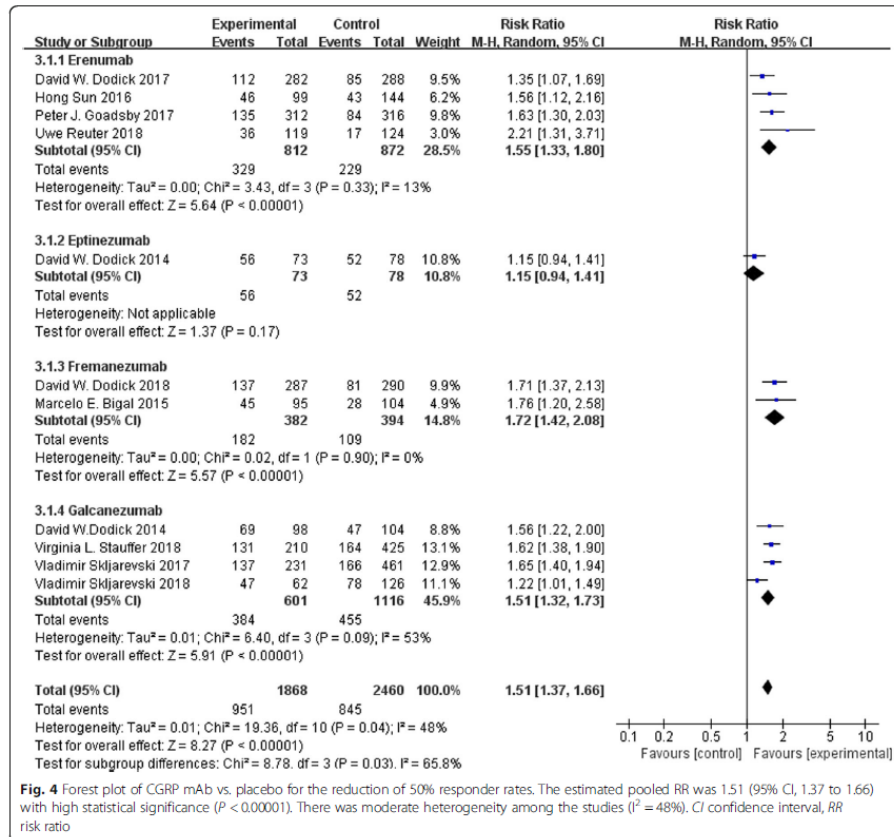 Experimental Control Risk Ratio Risk Ratio
Study or Subgroup Events Total Events Total Weight M-H, Random, 95% CI M-H, Random, 95% CI
3.1.1 Erenumab
David W. Dodick 2017 112 282 85 288 9.5% 1.35 [1.07, 1.69]
Hong Sun 2016 46 99 43 144 6.2% 1.56 [1.12, 2.16]
Peter J. Goadsby 2017 135 312 84 316 9.8% 1.63 [1.30, 2.03]
Uwe Reuter 2018 36 119 17 124 3.0% 2.21 [1.31, 3.71]
Subtotal (95% CI) 812 872 28.5% 1.55 [1.33, 1.80]
Total events 329 229
Heterogeneity: Tau² = 0.00; Chi² = 3.43, df = 3 (P = 0.33); I² = 13%
Test for overall effect: Z = 5.64 (P < 0.00001)
3.1.2 Eptinezumab
David W. Dodick 2014 56 73 52 78 10.8% 1.15 [0.94, 1.41]
Subtotal (95% CI) 73 78 10.8% 1.15 [0.94, 1.41]
Total events 56 52
Heterogeneity: Not applicable
Test for overall effect: Z = 1.37 (P = 0.17)
3.1.3 Fremanezumab
David W. Dodick 2018 137 287 81 290 9.9% 1.71 [1.37, 2.13]
Marcelo E. Bigal 2015 45 95 28 104 4.9% 1.76 [1.20, 2.58]
Subtotal (95% CI) 382 394 14.8% 1.72 [1.42, 2.08]
Total events 182 109
Heterogeneity: Tau² = 0.00; Chi² = 0.02, df = 1 (P = 0.90); I² = 0%
Test for overall effect: Z = 5.57 (P < 0.00001)
3.1.4 Galcanezumab
David W.Dodick 2014 69 98 47 104 8.8% 1.56 [1.22, 2.00]
Virginia L. Stauffer 2018 131 210 164 425 13.1% 1.62 [1.38, 1.90]
Vladimir Skljarevski 2017 137 231 166 461 12.9% 1.65 [1.40, 1.94]
Vladimir Skljarevski 2018 47 62 78 126 11.1% 1.22 [1.01, 1.49]
Subtotal (95% CI) 601 1116 45.9% 1.51 [1.32, 1.73]
Total events 384 455
Heterogeneity: Tau² = 0.01; Chi² = 6.40, df = 3 (P = 0.09); I² = 53%
Test for overall effect: Z = 5.91 (P < 0.00001)
Total (95% CI) 1868 2460 100.0% 1.51 [1.37, 1.66]
Total events 951 845
Heterogeneity: Tau² = 0.01; Chi² = 19.36, df = 10 (P = 0.04); I² = 48%
Test for overall effect: Z = 8.27 (P < 0.00001)
Test for subgroup differences: Chi² = 8.78. df = 3 (P = 0.03). I² = 65.8%
0.1 0.2 0.5 1 2 5 10
Favours [control] Favours [experimental]
Fig. 4 Forest plot of CGRP mAb vs. placebo for the reduction of 50% responder rates. The estimated pooled RR was 1.51 (95% CI, 1.37 to 1.66)
with high statistical significance (P < 0.00001). There was moderate heterogeneity among the studies (I² = 48%). CI confidence interval, RR
risk ratio